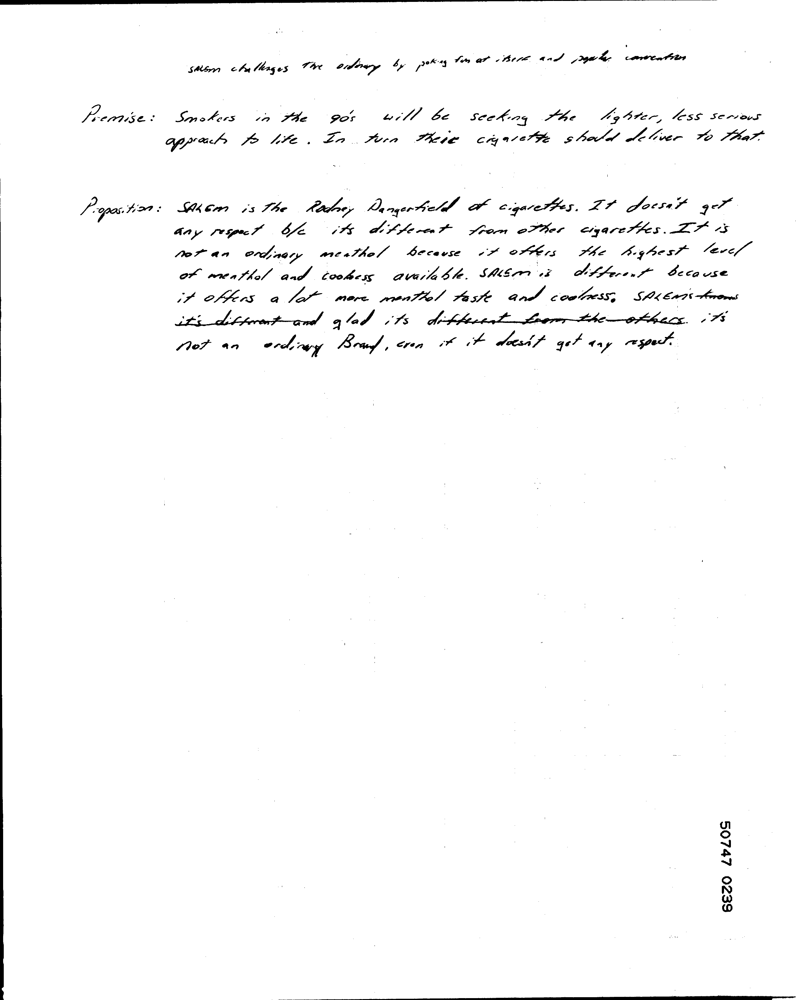 SALEM challenges the ordinary by poking fun at itself and popular convention
Premise: Smokers in the 90's will be seeking the lighter, less serious
approach to life. In turn their cigarette should deliver to that.
Proposition: SALEM is the Rodney Dangerfield of cigarettes. It doesn't get
any respect b/c its different from other cigarettes. It is
not an ordinary menthol because it offers the highest level
of menthol and coolness available. SALEM is different because
it offers a lot more menthol taste and coolness. SALEM's knows
it's different and glad its different from the others it's
not an ordinary Brand, even if it doesn't get any respect.
50747 0239